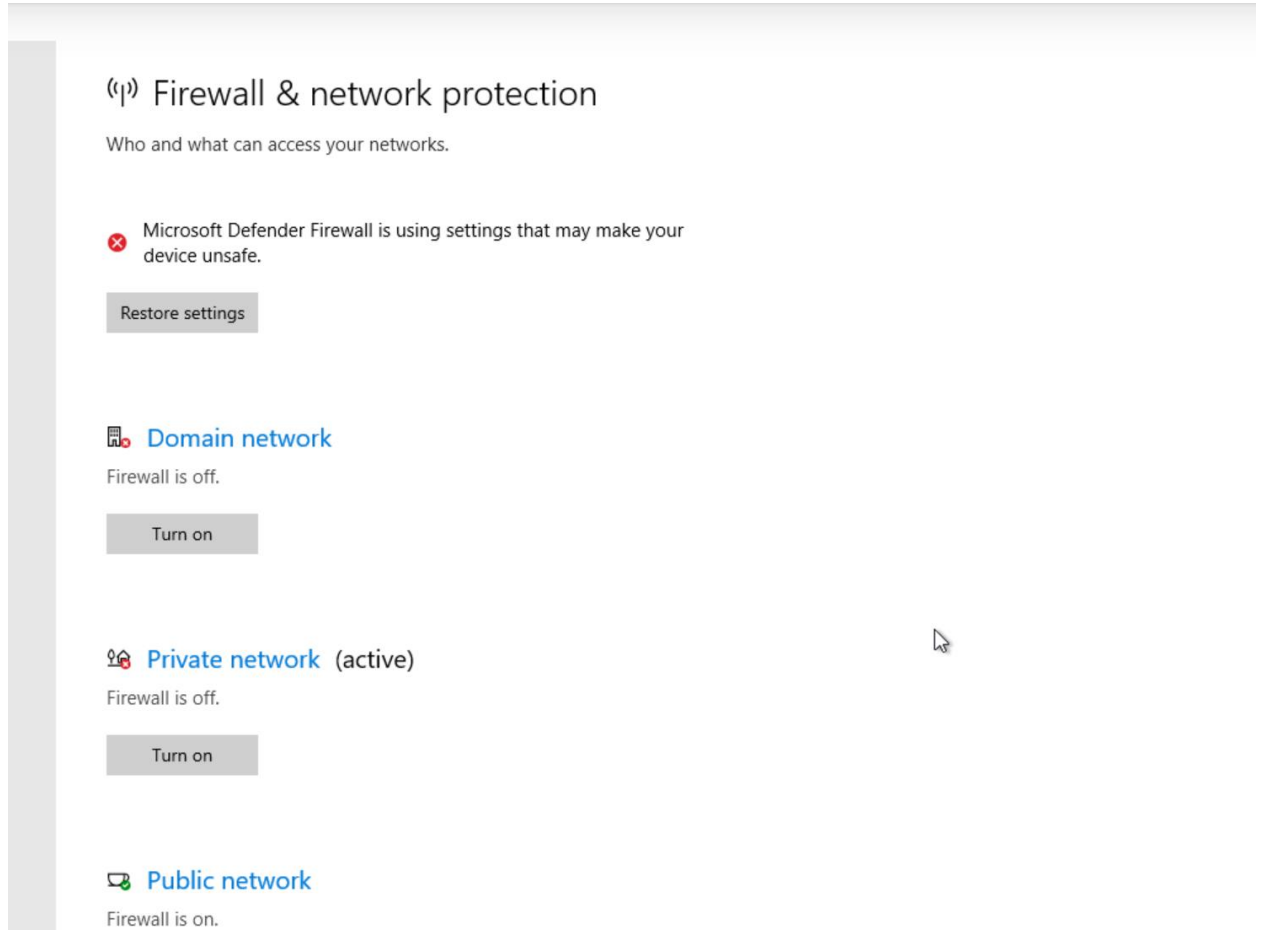 Firewall & network protection
Who and what can access your networks.
Microsoft Defender Firewall is using settings that may make your
device unsafe.
Restore settings
Domain network
Firewall is off.
Turn on
Private network (active)
Firewall is off.
Turn on
Public network
Firewall is on.